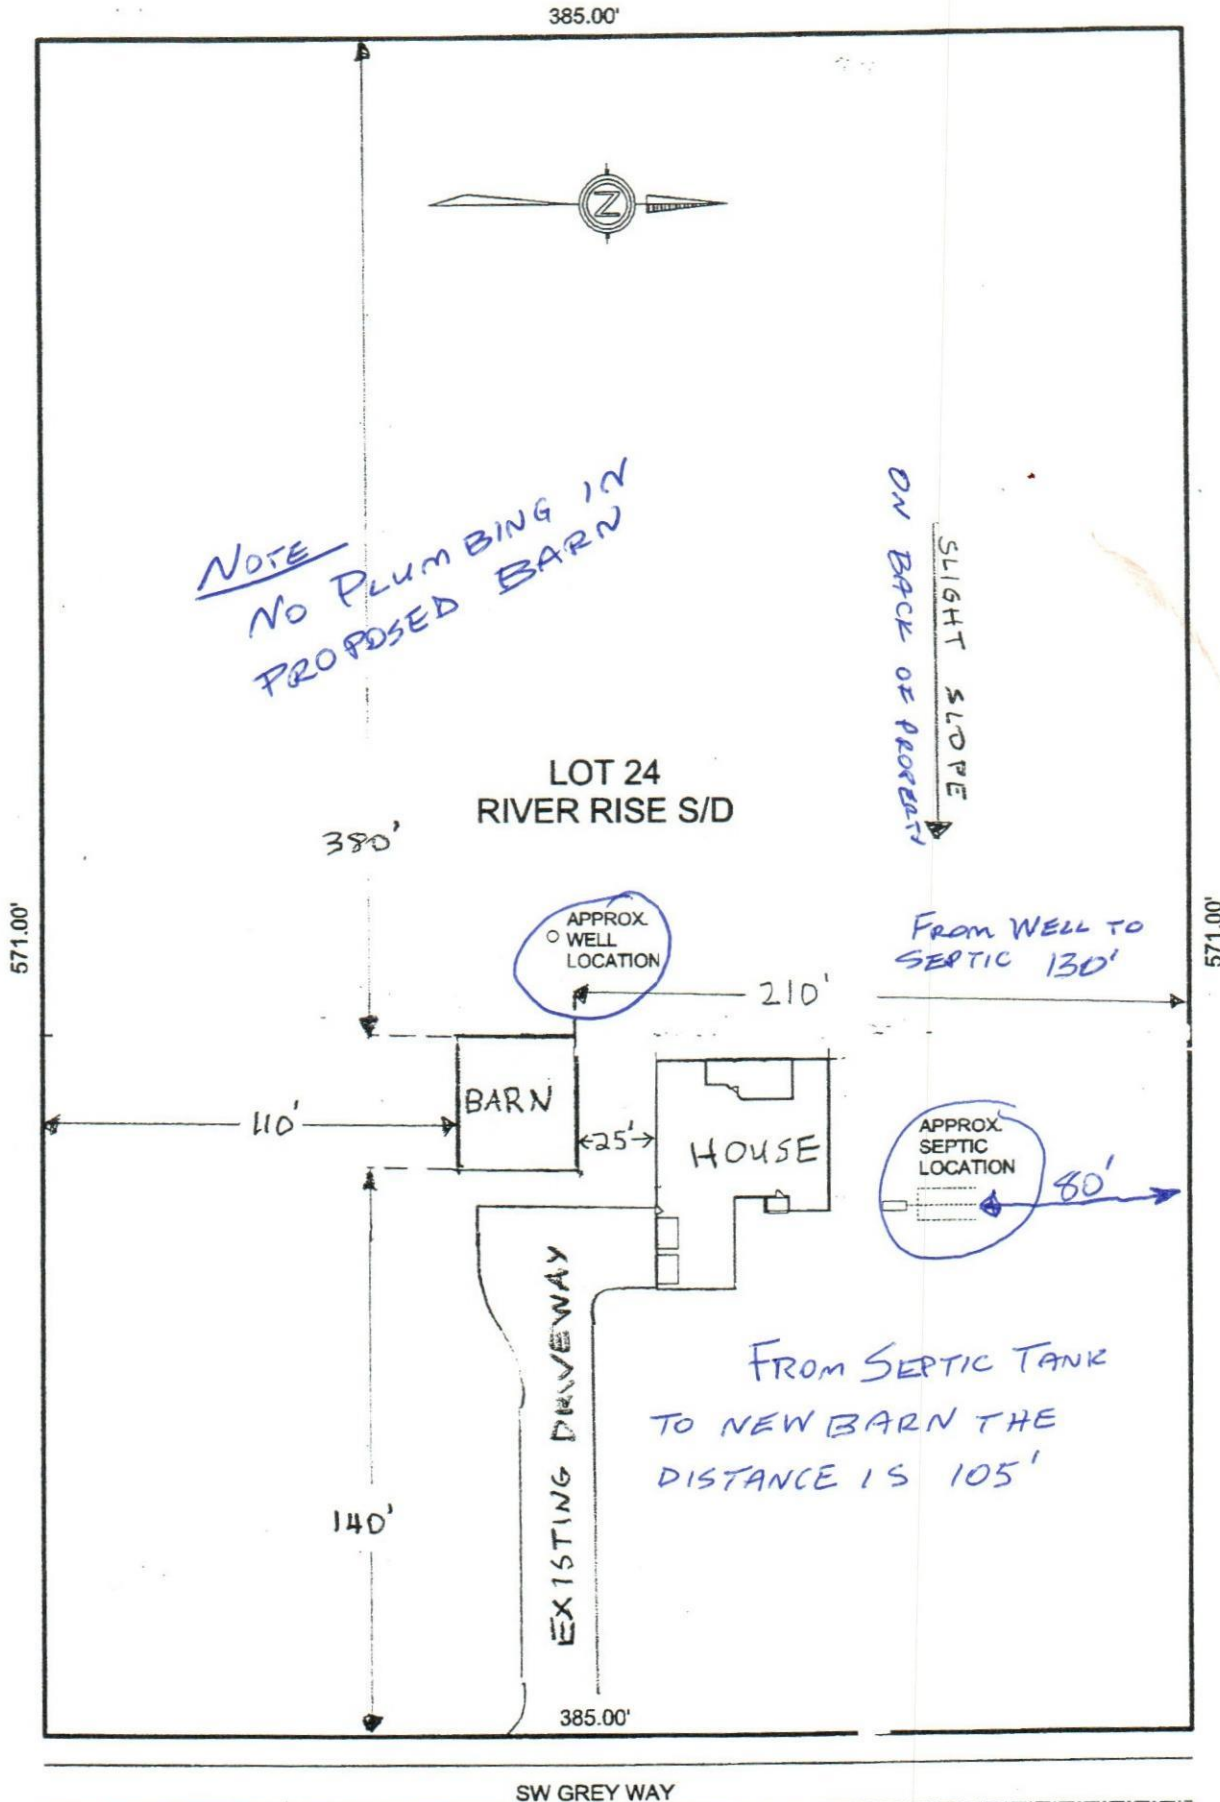 385.00'
N
NOTE
NO PLUMBING IN
PROPOSED BARN
SLIGHT SLOPE
ON BACK OF PROPERTY
LOT 24
RIVER RISE S/D
380'
571.00'
571.00'
APPROX.
WELL
LOCATION
FROM WELL TO
SEPTIC 130'
210'
BARN
110'
25'
HOUSE
APPROX.
SEPTIC
LOCATION
80'
EXISTING DRIVEWAY
FROM SEPTIC TANK
TO NEW BARN THE
DISTANCE IS 105'
140'
385.00'
SW GREY WAY